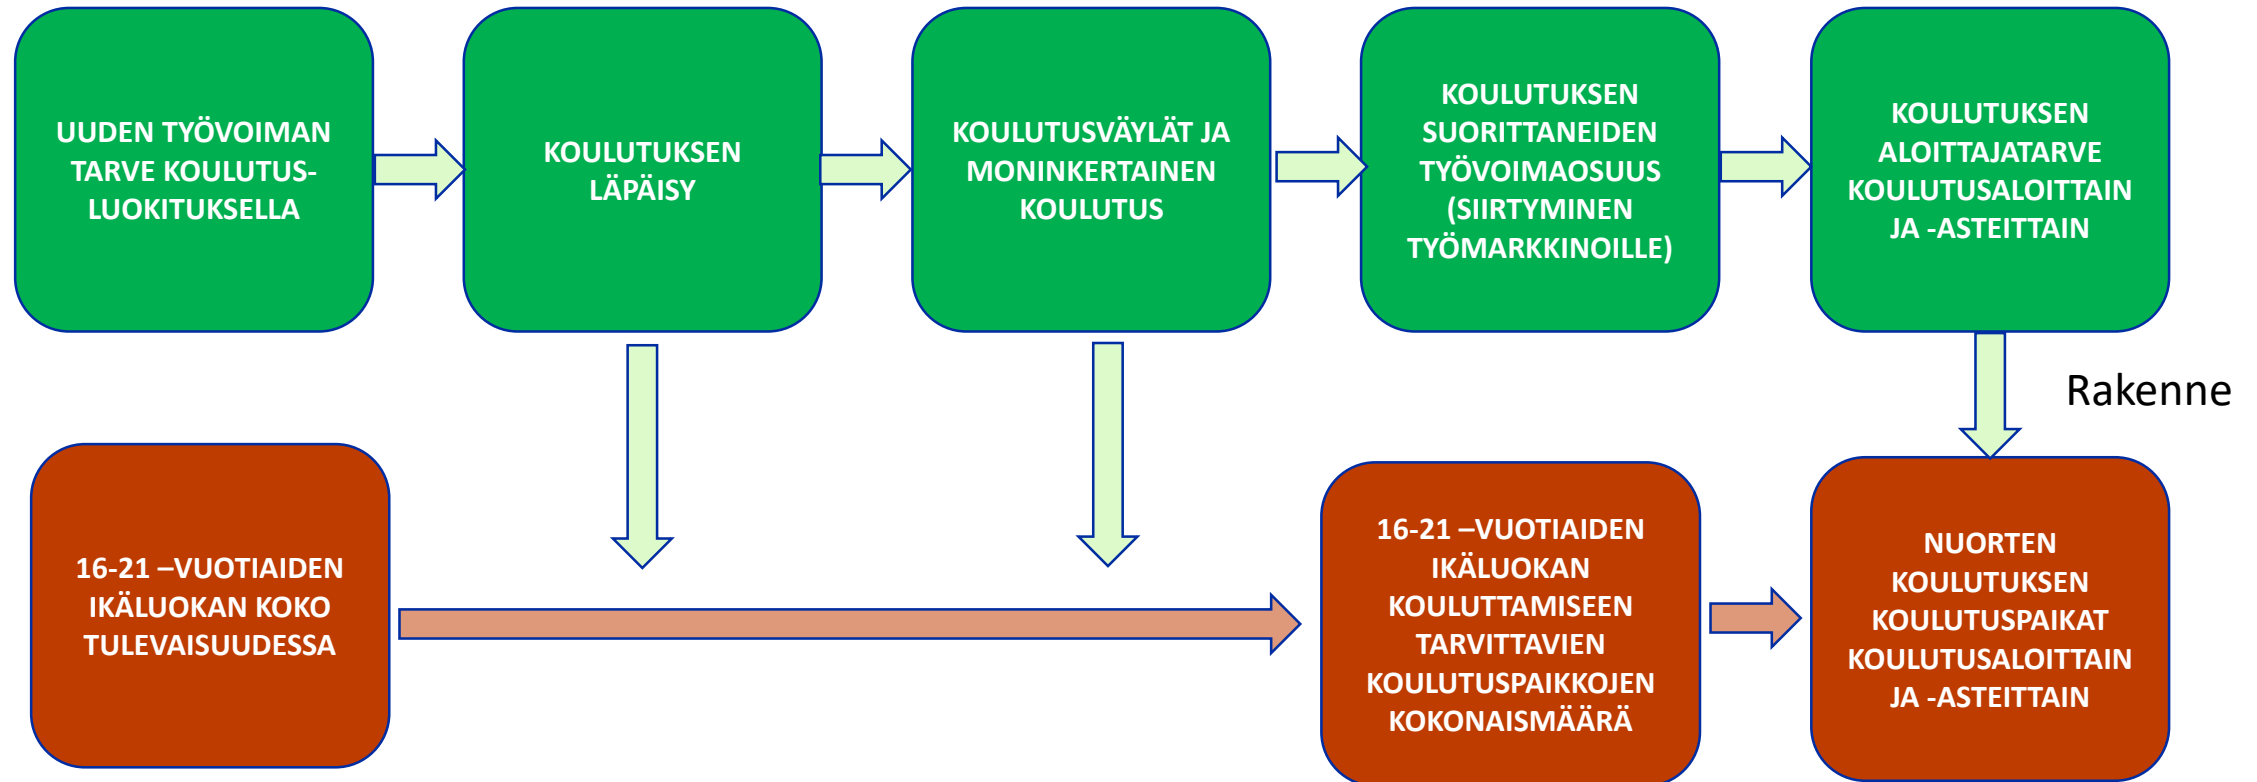 UUDEN TYÖVOIMAN
TARVE KOULUTUS-
LUOKITUKSELLA
KOULUTUKSEN
LÄPÄISY
KOULUTUSVÄYLÄT JA
MONINKERTAINEN
KOULUTUS
KOULUTUKSEN
SUORITTANEIDEN
TYÖVOIMAOSUUS
(SIIRTYMINEN
TYÖMARKKINOILLE)
KOULUTUKSEN
ALOITTAJATARVE
KOULUTUSALOITTAIN
JA -ASTEITTAIN
Rakenne
16-21 –VUOTIAIDEN
IKÄLUOKAN KOKO
TULEVAISUUDESSA
16-21 –VUOTIAIDEN
IKÄLUOKAN
KOULUTTAMISEEN
TARVITTAVIEN
KOULUTUSPAIKKOJEN
KOKONAISMÄÄRÄ
NUORTEN
KOULUTUKSEN
KOULUTUSPAIKAT
KOULUTUSALOITTAIN
JA -ASTEITTAIN